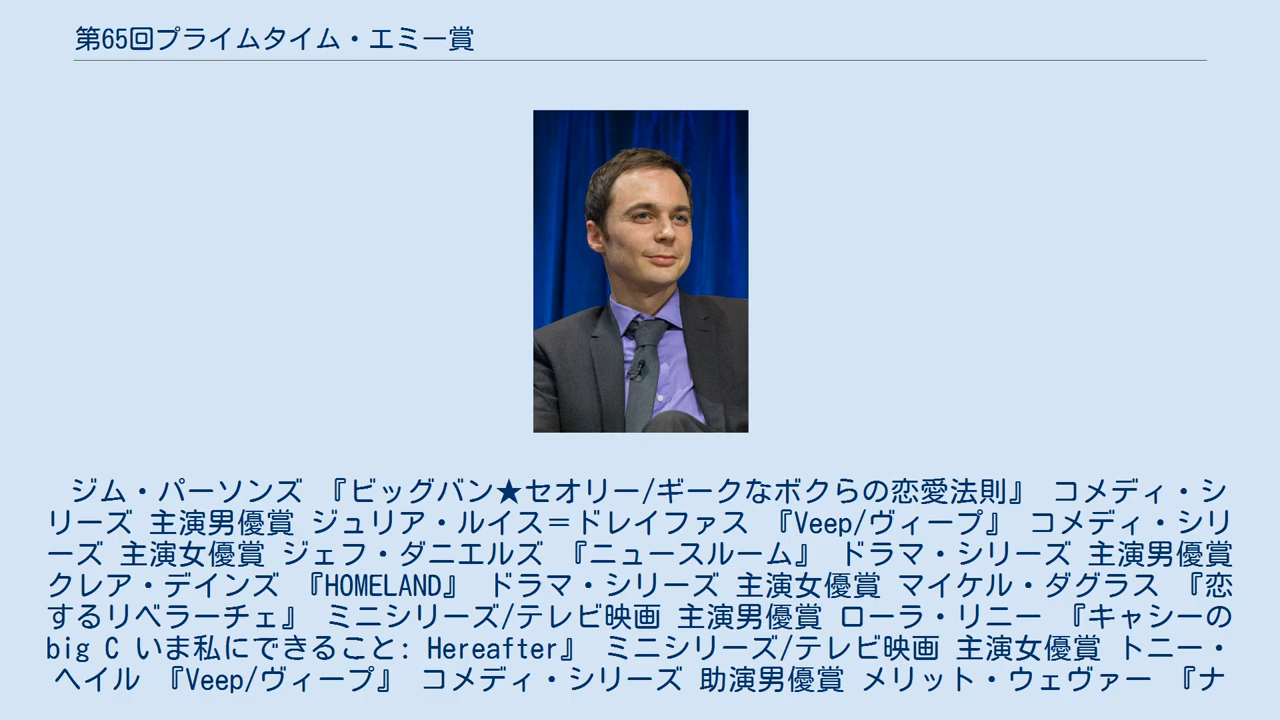 第65回プライムタイム・エミー賞
ジム・パーソンズ 『ビッグバン★セオリー/ギークなボクらの恋愛法則』 コメディ・シ
リーズ 主演男優賞 ジュリア・ルイス＝ドレイファス 『Veep/ヴィープ』 コメディ・シリ
ーズ 主演女優賞 ジェフ・ダニエルズ 『ニュースルーム』 ドラマ・シリーズ 主演男優賞
クレア・デインズ 『HOMELAND』 ドラマ・シリーズ 主演女優賞 マイケル・ダグラス 『恋
するリベラーチェ』 ミニシリーズ/テレビ映画 主演男優賞 ローラ・リニー 『キャシーの
big C いま私にできること: Hereafter』 ミニシリーズ/テレビ映画 主演女優賞 トニー・
ヘイル 『Veep/ヴィープ』 コメディ・シリーズ 助演男優賞 メリット・ウェヴァー 『ナ